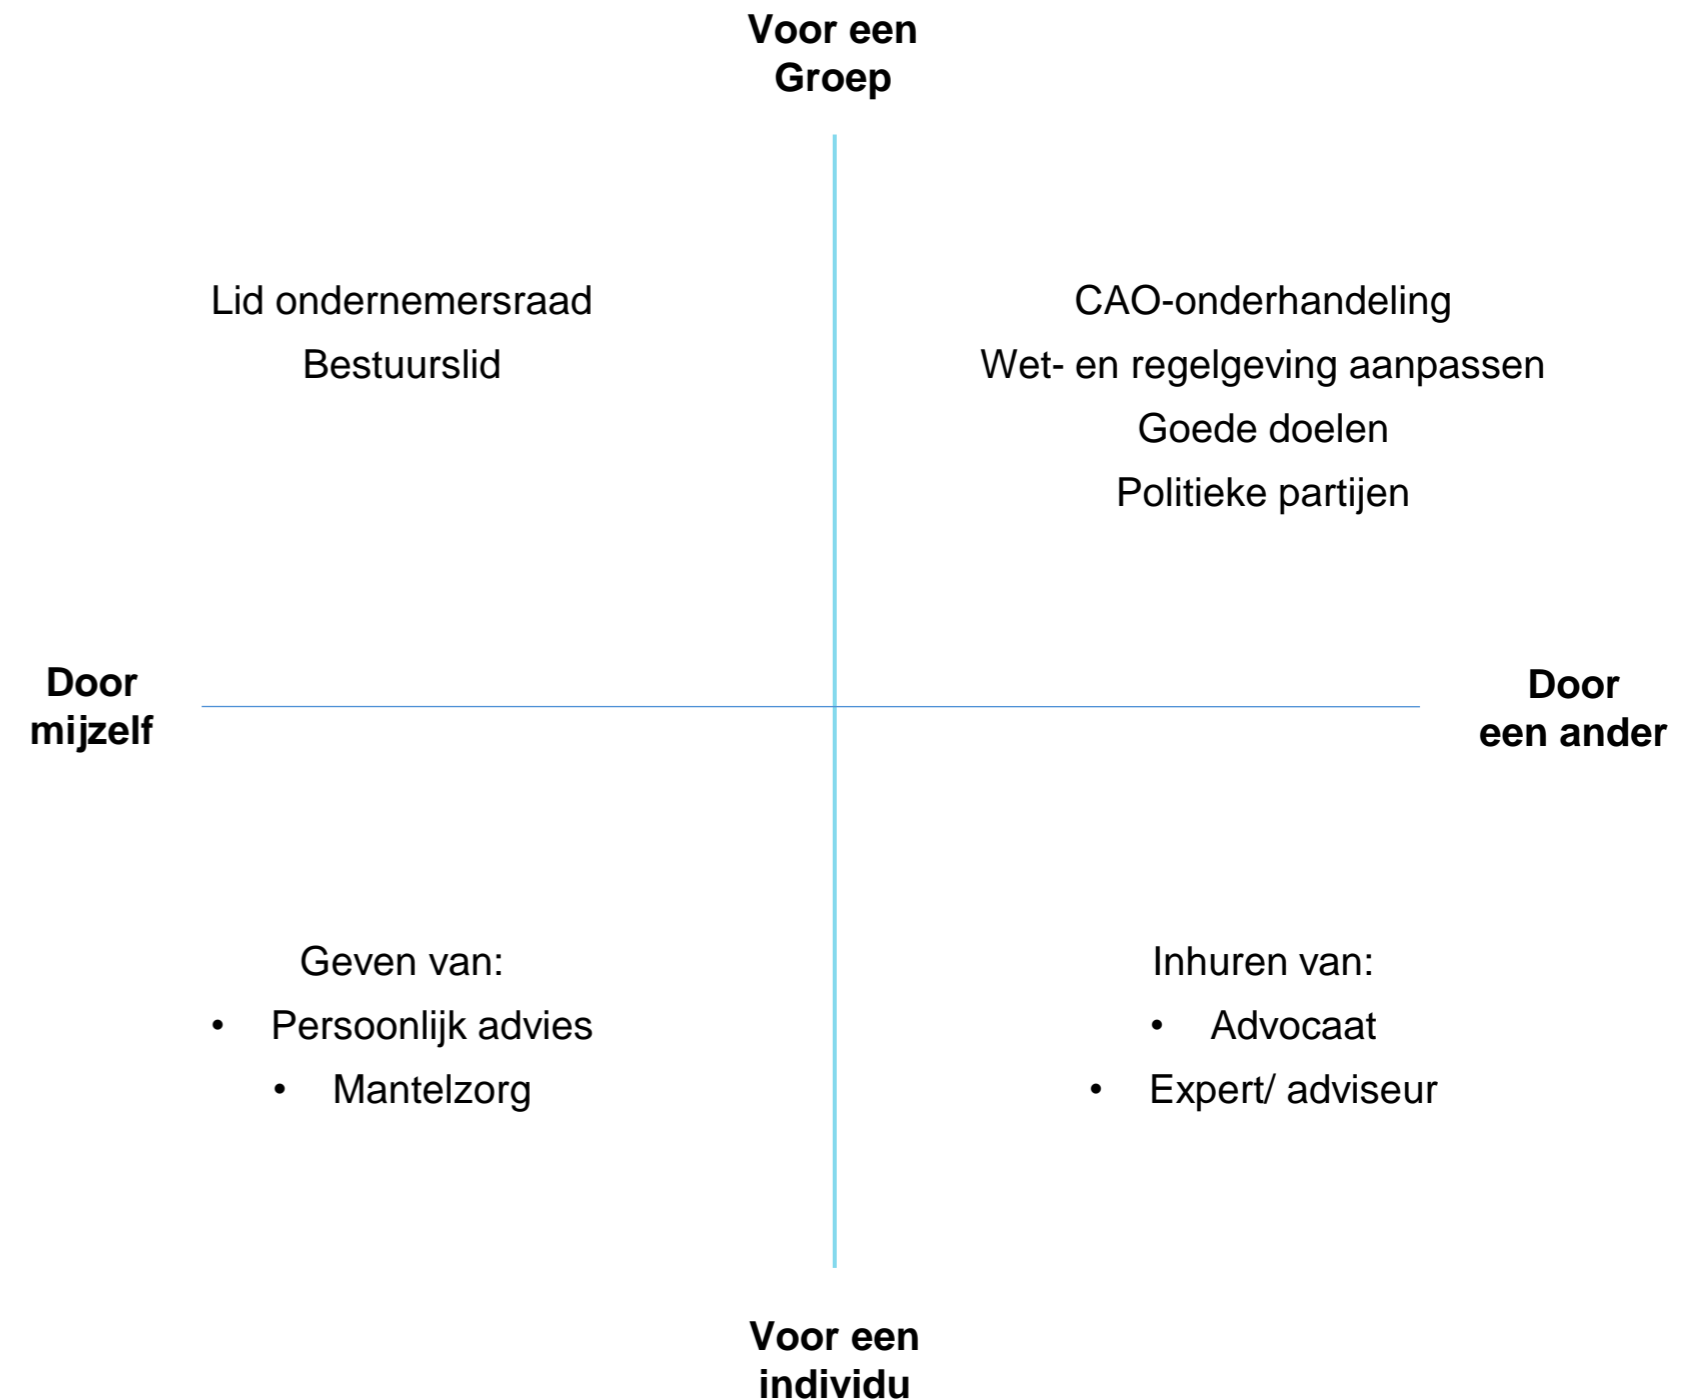 Voor een
Groep
Lid ondernemersraad
Bestuurslid
CAO-onderhandeling
Wet- en regelgeving aanpassen
Goede doelen
Politieke partijen
Door
mijzelf
Door
een ander
Geven van:
• Persoonlijk advies
• Mantelzorg
Inhuren van:
• Advocaat
• Expert/ adviseur
Voor een
individu